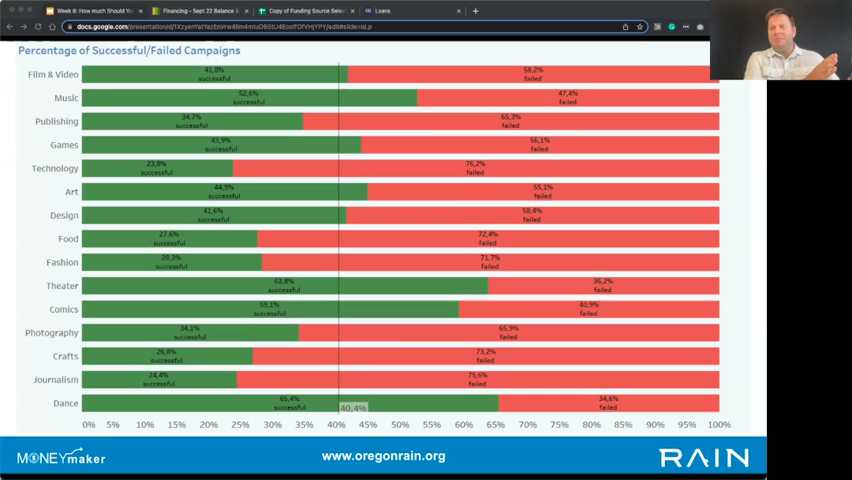 Week 8: How much Should Yo
Financing – Sept 22 Balance &
Copy of Funding Source Selec
Loans
Percentage of Successful/Failed Campaigns
Film & Video 41,8% successful 58,2% failed
Music 52,6% successful 47,4% failed
Publishing 34,7% successful 65,3% failed
Games 43,9% successful 56,1% failed
Technology 23,8% successful 76,2% failed
Art 44,9% successful 55,1% failed
Design 41,6% successful 58,4% failed
Food 27,6% successful 72,4% failed
Fashion 28,3% successful 71,7% failed
Theater 63,8% successful 36,2% failed
Comics 59,1% successful 40,9% failed
Photography 34,1% successful 65,9% failed
Crafts 26,8% successful 73,2% failed
Journalism 24,4% successful 75,6% failed
Dance 65,4% successful 34,6% failed
40,4%
0% 5% 10% 15% 20% 25% 30% 35% 40% 45% 50% 55% 60% 65% 70% 75% 80% 85% 90% 95% 100%
MONEYmaker
www.oregonrain.org
RAIN